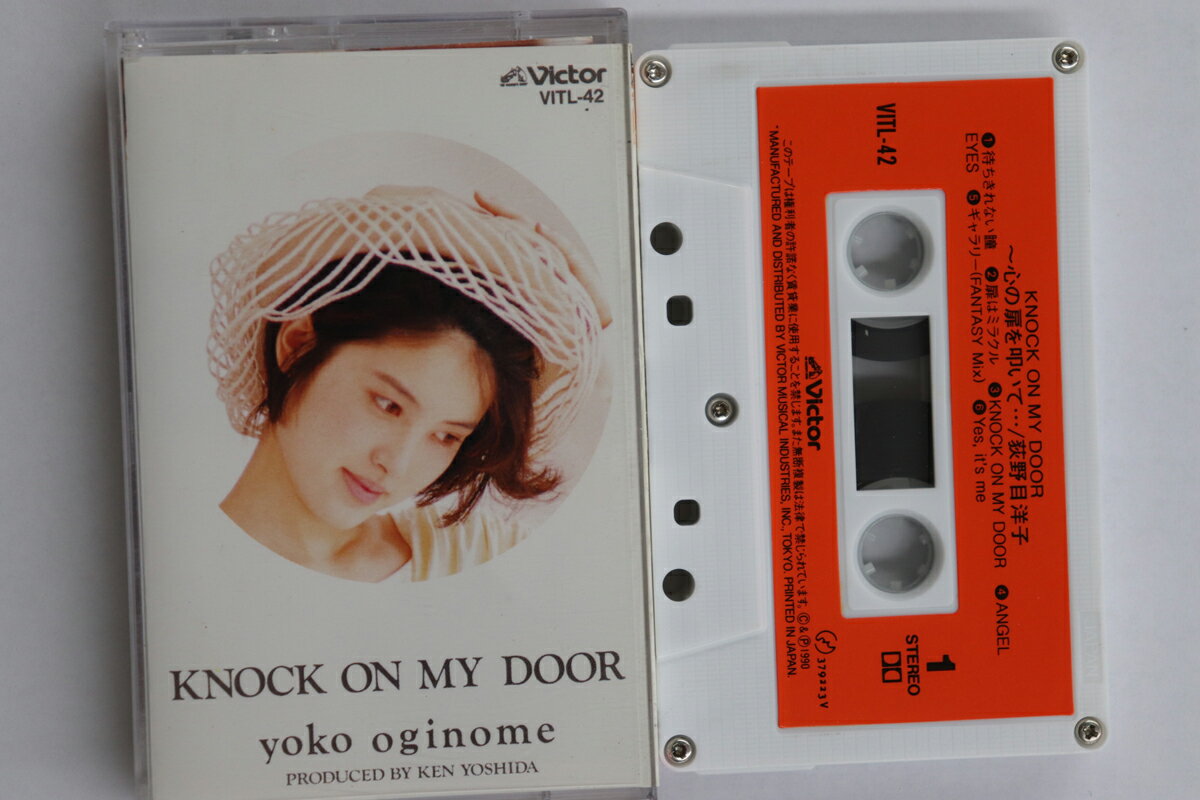 Victor
VITL-42
KNOCK ON MY DOOR
yoko oginome
PRODUCED BY KEN YOSHIDA
KNOCK ON MY DOOR
～心の扉を叩いて…/荻野目洋子
❶待ちきれない瞳 ❷扉はミラクル ❸KNOCK ON MY DOOR ❹ANGEL
EYES ❺ギャラリー(FANTASY Mix) ❻Yes, it's me
VITL-42
Victor
1
STEREO
このテープは権利者の許諾なく賃貸業に使用することを禁じます。また無断複製は法律で禁じられています。Ⓒ&Ⓟ1990
"MANUFACTURED AND DISTRIBUTED BY VICTOR MUSICAL INDUSTRIES, INC., TOKYO. PRINTED IN JAPAN.
379223V